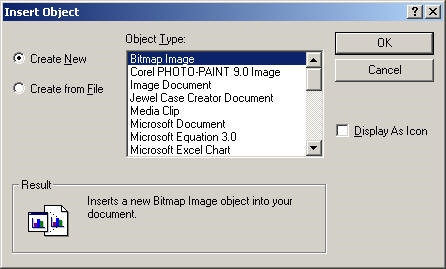 Insert Object
Create New
Create from File
Object Type:
Bitmap Image
Corel PHOTO-PAINT 9.0 Image
Image Document
Jewel Case Creator Document
Media Clip
Microsoft Document
Microsoft Equation 3.0
Microsoft Excel Chart
OK
Cancel
Display As Icon
Result
Inserts a new Bitmap Image object into your
document.